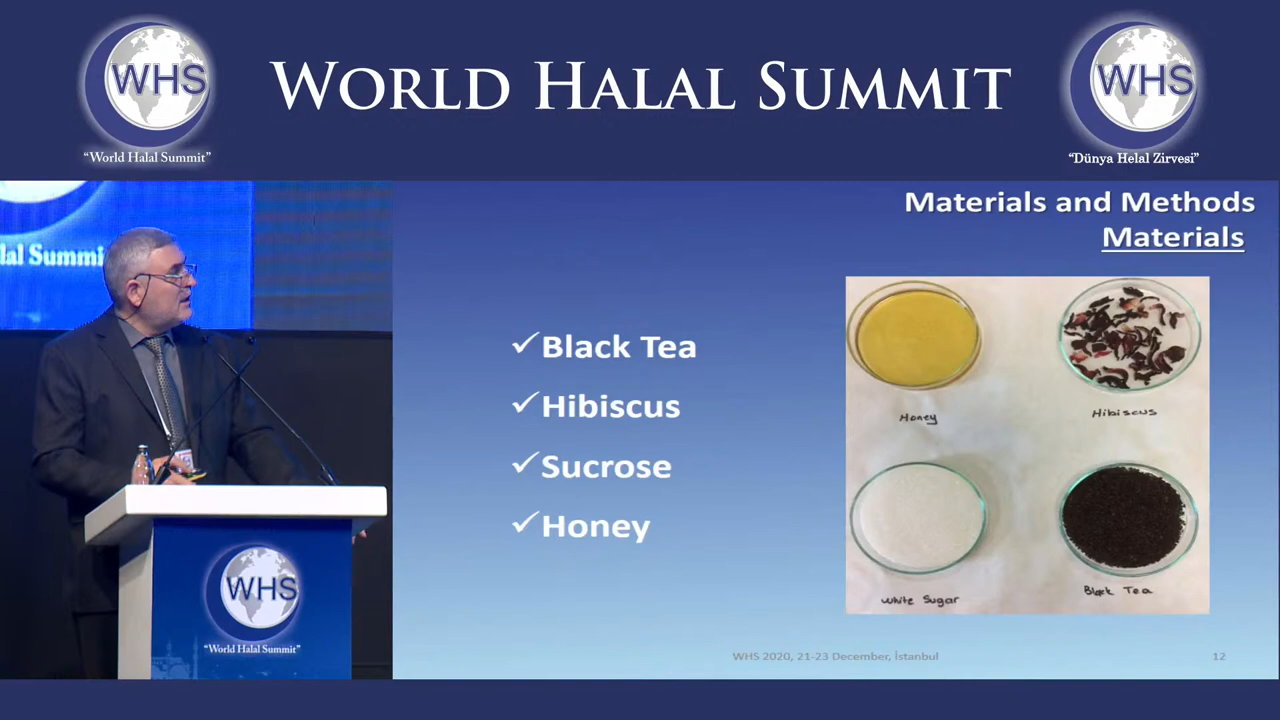 WHS
"World Halal Summit"
WORLD HALAL SUMMIT
WHS
"Dünya Helal Zirvesi"
lal Summi
WHS
"World Halal Summit"
Materials and Methods
Materials
✓Black Tea
✓Hibiscus
✓Sucrose
✓Honey
Honey
Hibiscus
White Sugar
Black Tea
WHS 2020, 21-23 December, İstanbul
12